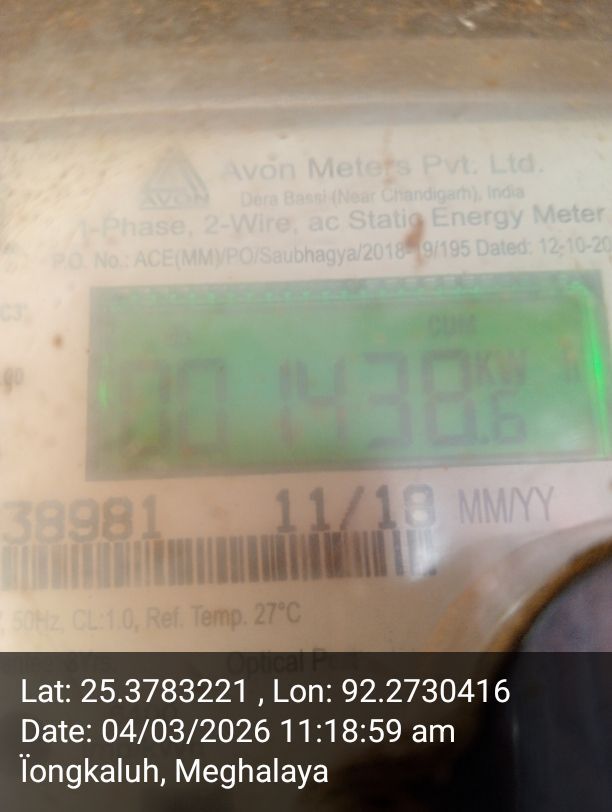 Avon Meters Pvt. Ltd.
AVON
Dera Bassi (Near Chandigarh), India
1-Phase, 2-Wire, ac Static Energy Meter
P.O. No.: ACE(MM)/PO/Saubhagya/2018-19/195 Dated: 12-10-20
CUM
001438.6 KW
38981 11/18 MM/YY
50Hz, CL:1.0, Ref. Temp. 27°C
Optical
Lat: 25.3783221 , Lon: 92.2730416
Date: 04/03/2026 11:18:59 am
Ïongkaluh, Meghalaya